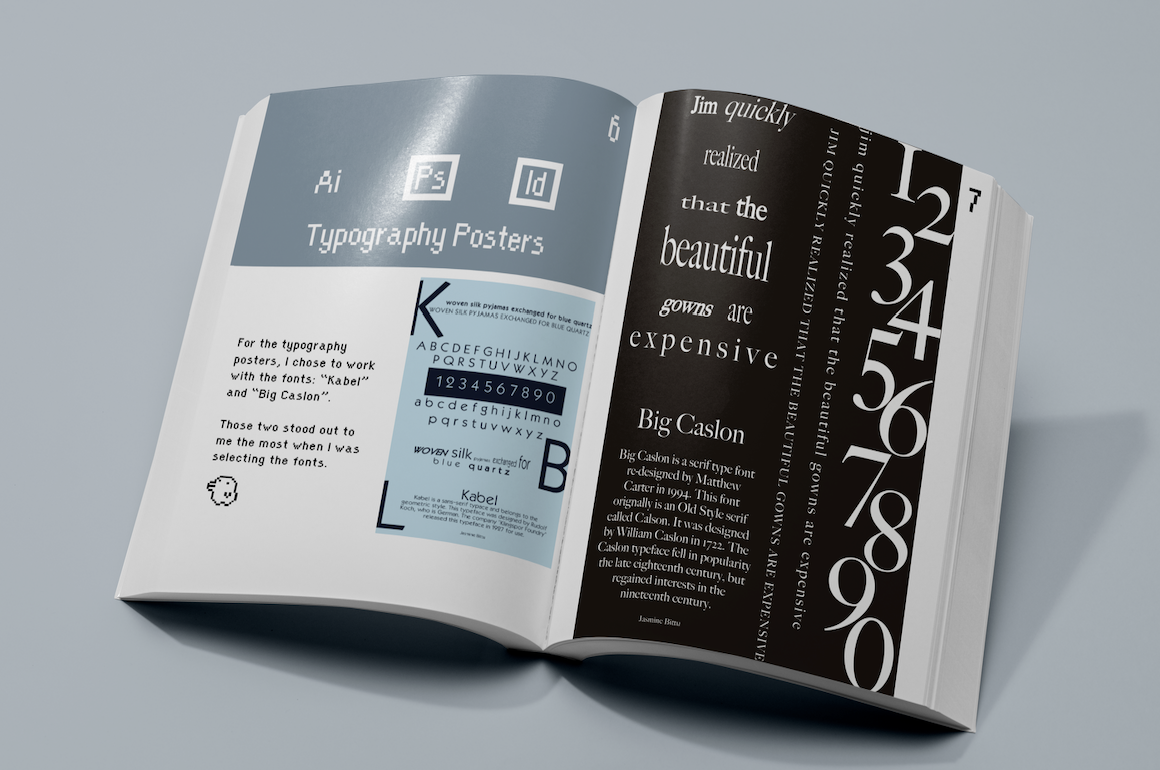 6
Ai
Ps
Id
Typography Posters
For the typography
posters, I chose to work
with the fonts: “Kabel”
and “Big Caslon”.
Those two stood out to
me the most when I was
selecting the fonts.
K
woven silk pyjamas exchanged for blue quartz
WOVEN SILK PYJAMAS EXCHANGED FOR BLUE QUARTZ
ABCDEFGHIJKLMNO
PQRSTUVWXYZ
1234567890
abcdefghijklmno
pqrstuvwxyz
B
WOVEN silk pyjamas exchanged for
blue quartz
L
Kabel
Kabel is a sans-serif typeface and belongs to the
geometric style. This typeface was designed by Rudolf
Koch, who is German. The company "Klingspor Foundry"
released this typeface in 1927 for use.
Jasmine Bitta
7
Jim quickly
realized
that the
beautiful
gowns are
expensive
Big Caslon
Big Caslon is a serif type font
re-designed by Matthew
Carter in 1994. This font
orignally is an Old Style serif
called Calson. It was designed
by William Caslon in 1722. The
Caslon typeface fell in popularity
the late eighteenth century, but
regained interests in the
nineteenth century.
Jasmine Bitta
JIM QUICKLY REALIZED THAT THE BEAUTIFUL GOWNS ARE EXPENSIVE
jim quickly realized that the beautiful gowns are expensive
1
2
3
4
5
6
7
8
9
0